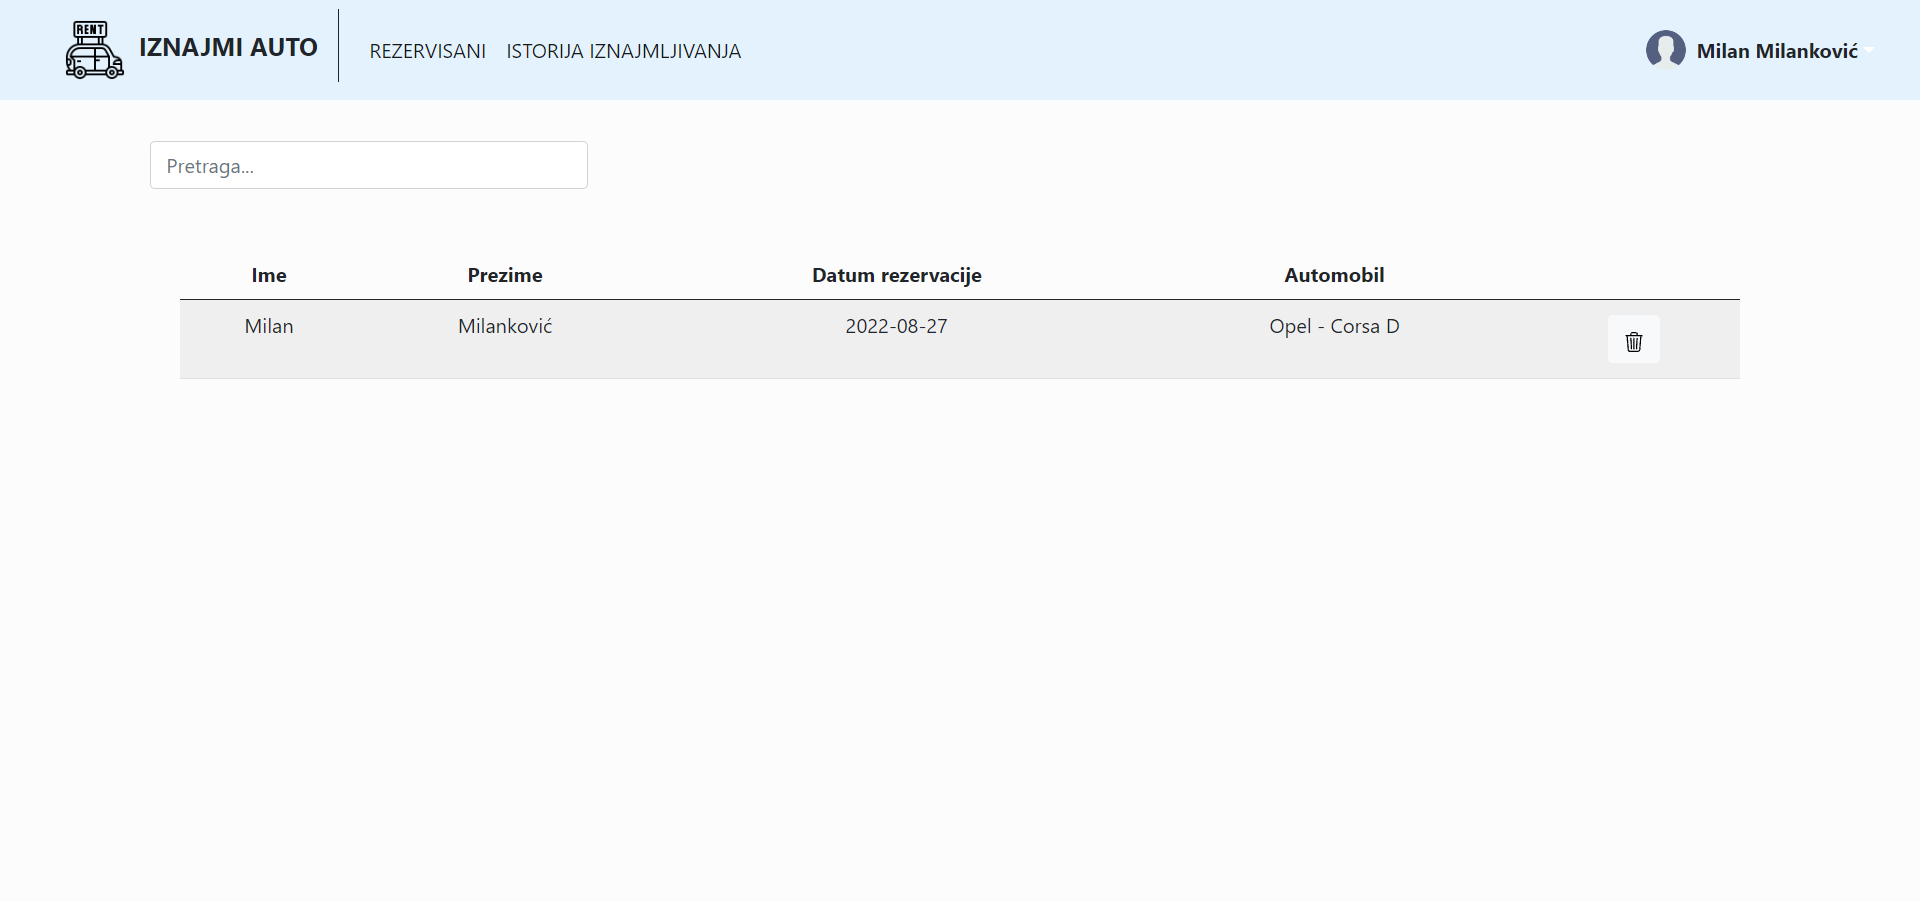 RENT
IZNAJMI AUTO
REZERVISANI ISTORIJA IZNAJMLJIVANJA
Milan Milanković
Pretraga...
Ime Prezime Datum rezervacije Automobil
Milan Milanković 2022-08-27 Opel - Corsa D